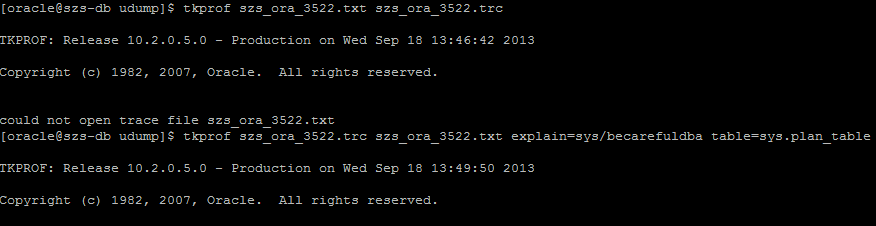 [oracle@szs-db udump]$ tkprof szs_ora_3522.txt szs_ora_3522.trc
TKPROF: Release 10.2.0.5.0 - Production on Wed Sep 18 13:46:42 2013
Copyright (c) 1982, 2007, Oracle.  All rights reserved.
could not open trace file szs_ora_3522.txt
[oracle@szs-db udump]$ tkprof szs_ora_3522.trc szs_ora_3522.txt explain=sys/becarefuldba table=sys.plan_table
TKPROF: Release 10.2.0.5.0 - Production on Wed Sep 18 13:49:50 2013
Copyright (c) 1982, 2007, Oracle.  All rights reserved.